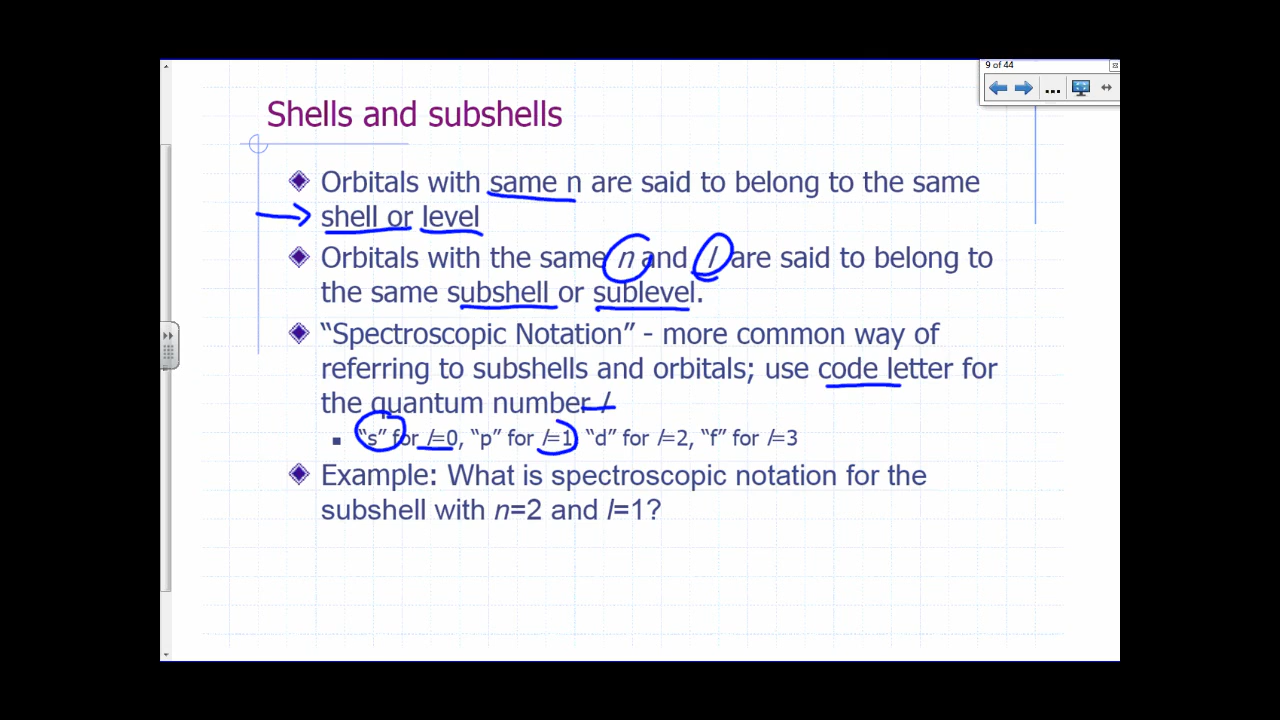 9 of 44
...
Shells and subshells
Orbitals with same n are said to belong to the same
shell or level
Orbitals with the same n and l are said to belong to
the same subshell or sublevel.
“Spectroscopic Notation” - more common way of
referring to subshells and orbitals; use code letter for
the quantum number l
“s” for l=0, “p” for l=1, “d” for l=2, “f” for l=3
Example: What is spectroscopic notation for the
subshell with n=2 and l=1?